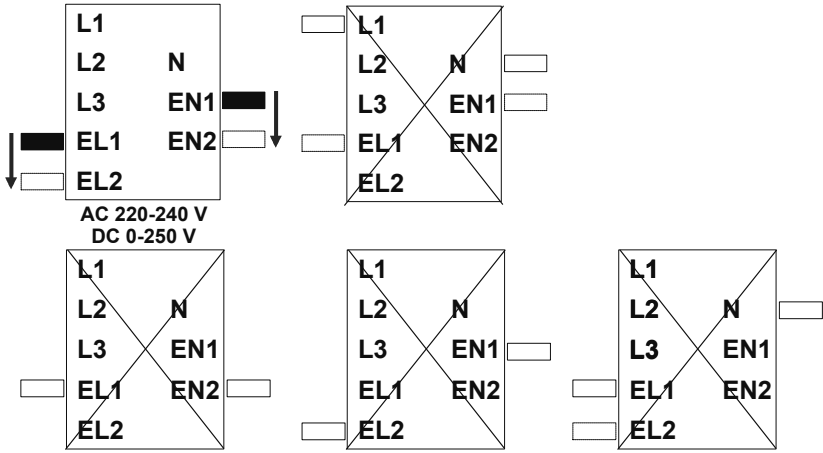 L1
L2 N
L3 EN1
EL1 EN2
EL2
AC 220-240 V
DC 0-250 V
L1
L2 N
L3 EN1
EL1 EN2
EL2
L1
L2 N
L3 EN1
EL1 EN2
EL2
L1
L2 N
L3 EN1
EL1 EN2
EL2
L1
L2 N
L3 EN1
EL1 EN2
EL2